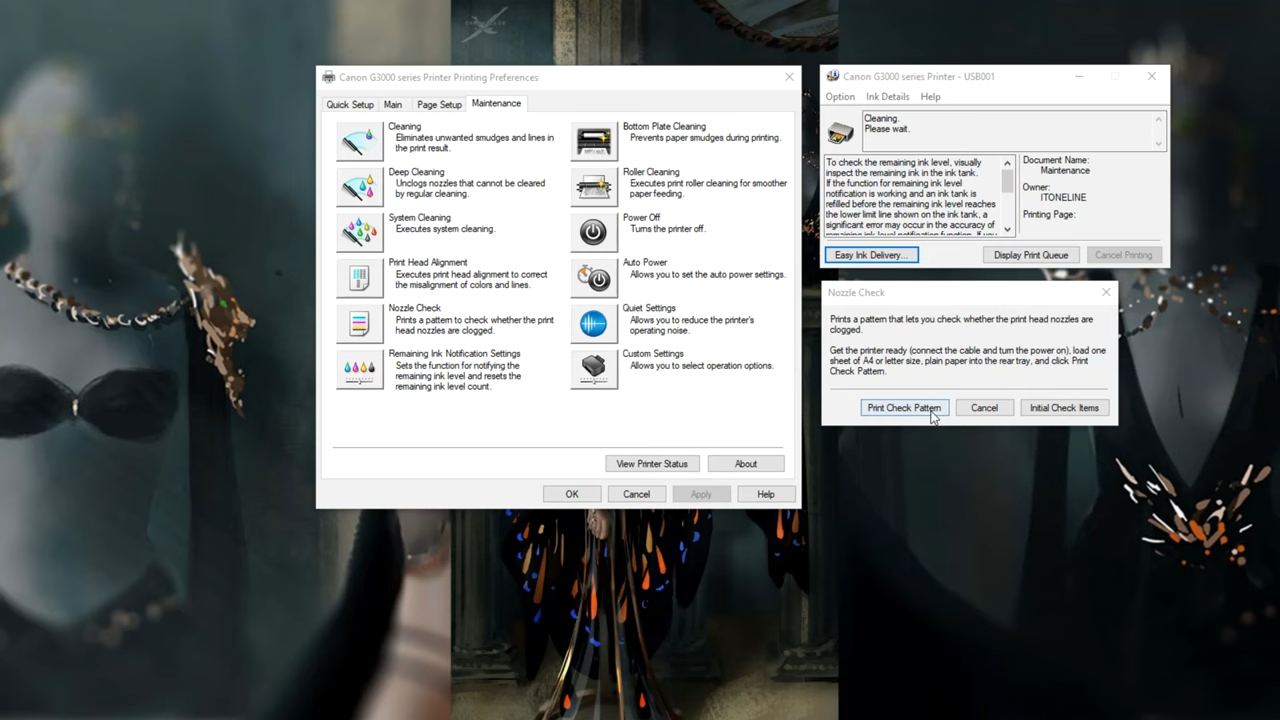 Canon G3000 series Printer Printing Preferences
Quick Setup
Main
Page Setup
Maintenance
Cleaning
Eliminates unwanted smudges and lines in
the print result.
Deep Cleaning
Unclogs nozzles that cannot be cleared
by regular cleaning.
System Cleaning
Executes system cleaning.
Print Head Alignment
Executes print head alignment to correct
the misalignment of colors and lines.
Nozzle Check
Prints a pattern to check whether the print
head nozzles are clogged.
Remaining Ink Notification Settings
Sets the function for notifying the
remaining ink level and resets the
remaining ink level count.
Bottom Plate Cleaning
Prevents paper smudges during printing.
Roller Cleaning
Executes print roller cleaning for smoother
paper feeding.
Power Off
Turns the printer off.
Auto Power
Allows you to set the auto power settings.
Quiet Settings
Allows you to reduce the printer's
operating noise.
Custom Settings
Allows you to select operation options.
View Printer Status
About
OK
Cancel
Apply
Help
Canon G3000 series Printer - USB001
Option
Ink Details
Help
Cleaning.
Please wait.
To check the remaining ink level, visually
inspect the remaining ink in the ink tank.
If the function for remaining ink level
notification is working and an ink tank is
refilled before the remaining ink level reaches
the lower limit line shown on the ink tank, a
significant error may occur in the accuracy of
remaining ink level notification function. If you
Document Name:
Maintenance
Owner:
ITONELINE
Printing Page:
Easy Ink Delivery...
Display Print Queue
Cancel Printing
Nozzle Check
Prints a pattern that lets you check whether the print head nozzles are
clogged.
Get the printer ready (connect the cable and turn the power on), load one
sheet of A4 or letter size, plain paper into the rear tray, and click Print
Check Pattern.
Print Check Pattern
Cancel
Initial Check Items